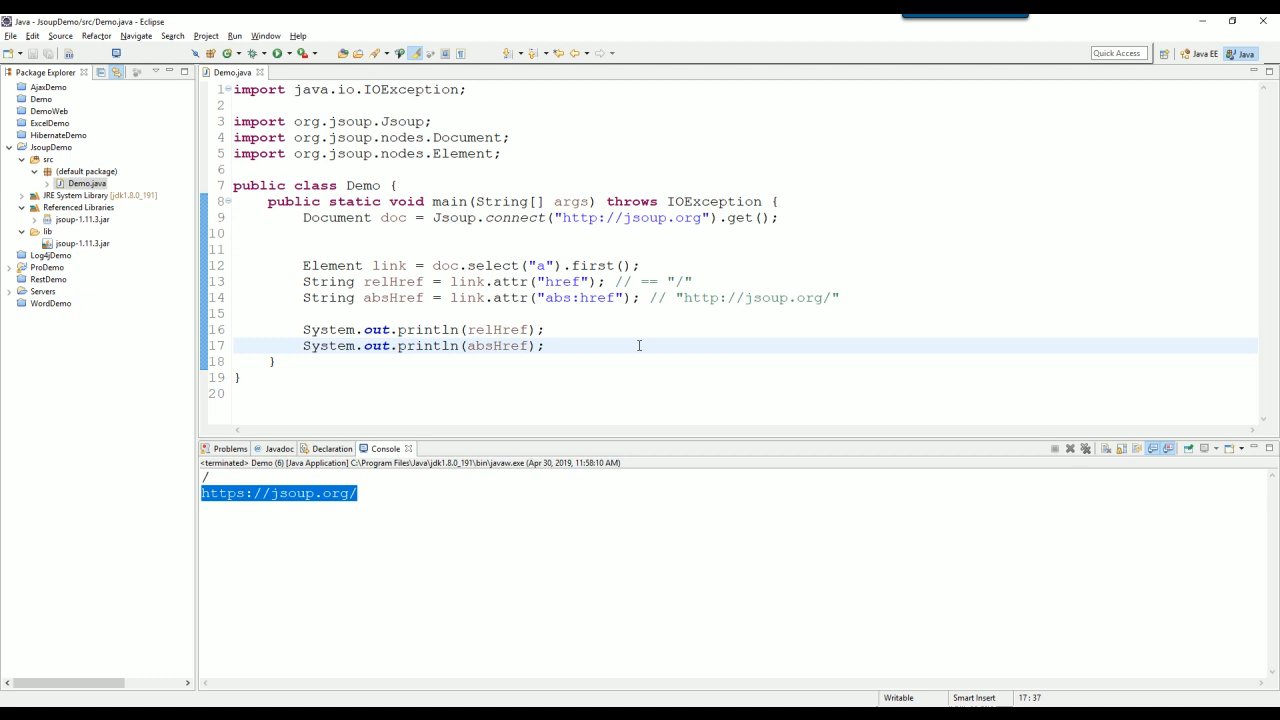 Java - JsoupDemo/src/Demo.java - Eclipse
File Edit Source Refactor Navigate Search Project Run Window Help
Quick Access Java EE Java
Package Explorer
AjaxDemo
Demo
DemoWeb
ExcelDemo
HibernateDemo
JsoupDemo
src
(default package)
Demo.java
JRE System Library [jdk1.8.0_191]
Referenced Libraries
jsoup-1.11.3.jar
lib
jsoup-1.11.3.jar
Log4jDemo
ProDemo
RestDemo
Servers
WordDemo
Demo.java
1 import java.io.IOException;
2
3 import org.jsoup.Jsoup;
4 import org.jsoup.nodes.Document;
5 import org.jsoup.nodes.Element;
6
7 public class Demo {
8 public static void main(String[] args) throws IOException {
9 Document doc = Jsoup.connect("http://jsoup.org").get();
10
11
12 Element link = doc.select("a").first();
13 String relHref = link.attr("href"); // == "/"
14 String absHref = link.attr("abs:href"); // "http://jsoup.org/"
15
16 System.out.println(relHref);
17 System.out.println(absHref);
18 }
19 }
20
Problems Javadoc Declaration Console
<terminated> Demo (6) [Java Application] C:\Program Files\Java\jdk1.8.0_191\bin\javaw.exe (Apr 30, 2019, 11:58:10 AM)
/
https://jsoup.org/
Writable Smart Insert 17 : 37